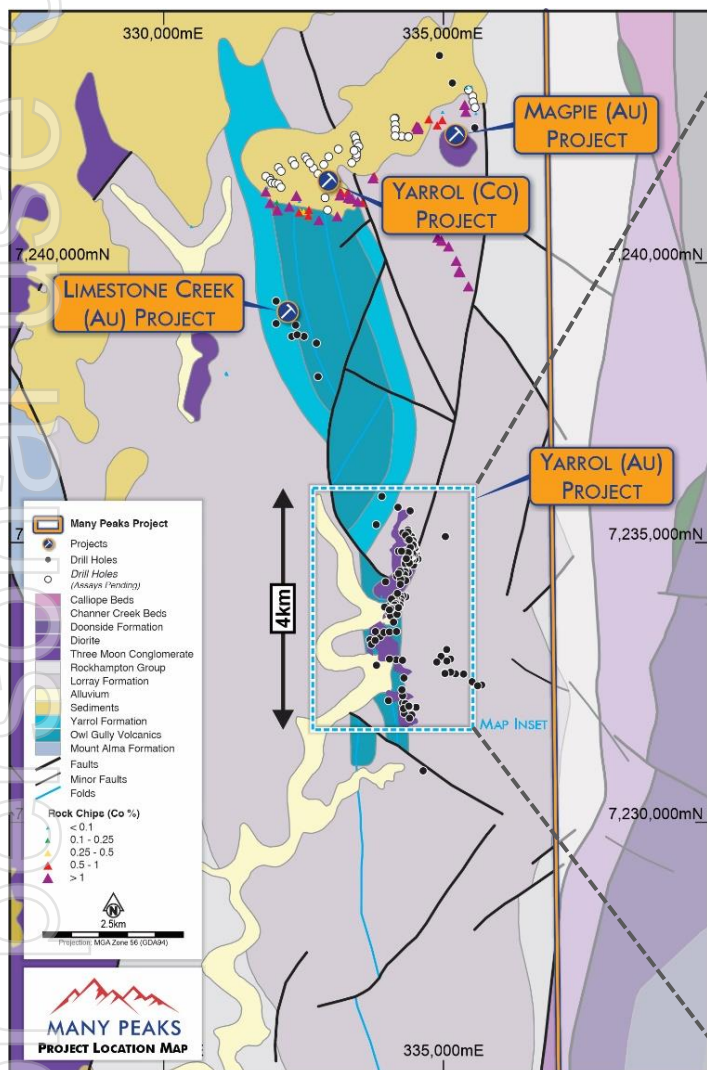 330,000mE
335,000mE
MAGPIE (AU)
PROJECT
YARROL (CO)
PROJECT
7,240,000mN
7,240,000mN
LIMESTONE CREEK
(AU) PROJECT
YARROL (AU)
PROJECT
7,235,000mN
4km
MAP INSET
7,230,000mN
Many Peaks Project
Projects
Drill Holes
Drill Holes
(Assays Pending)
Calliope Beds
Channer Creek Beds
Doonside Formation
Diorite
Three Moon Conglomerate
Rockhampton Group
Lorray Formation
Alluvium
Sediments
Yarrol Formation
Owl Gully Volcanics
Mount Alma Formation
Faults
Minor Faults
Folds
Rock Chips (Co %)
< 0.1
0.1 - 0.25
0.25 - 0.5
0.5 - 1
> 1
N
2.5km
Projection: MGA Zone 56 (GDA94)
MANY PEAKS
PROJECT LOCATION MAP
335,000mE